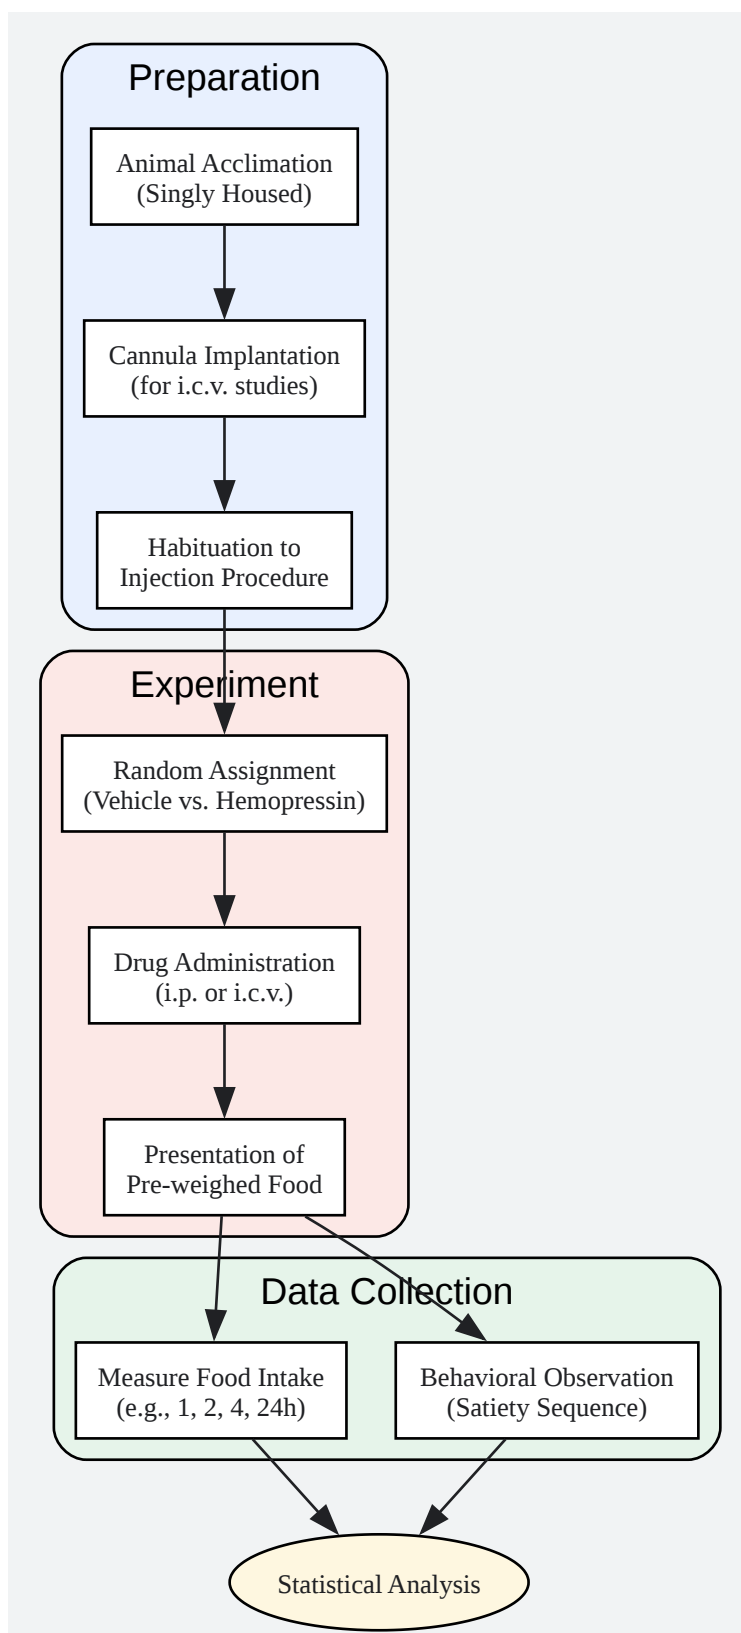 Preparation
Animal Acclimation
(Singly Housed)
Cannula Implantation
(for i.c.v. studies)
Habituation to
Injection Procedure
Experiment
Random Assignment
(Vehicle vs. Hemopressin)
Drug Administration
(i.p. or i.c.v.)
Presentation of
Pre-weighed Food
Data Collection
Measure Food Intake
(e.g., 1, 2, 4, 24h)
Behavioral Observation
(Satiety Sequence)
Statistical Analysis